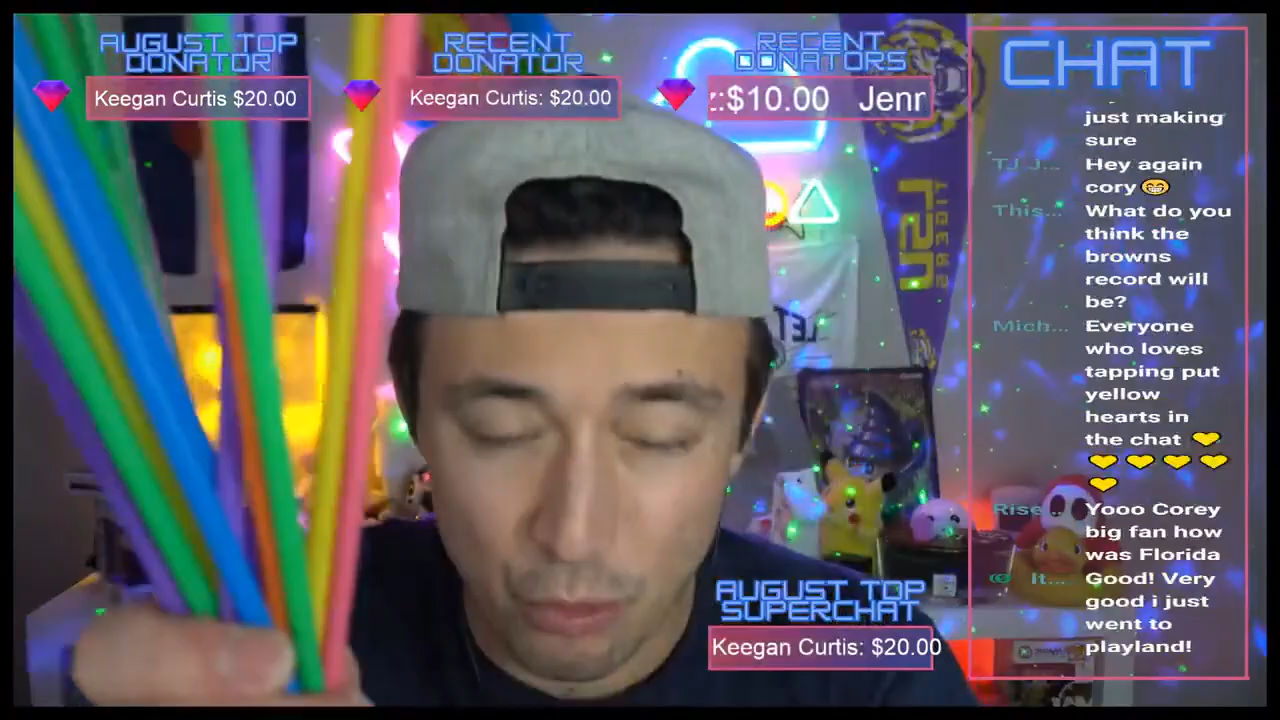 AUGUST TOP
DONATOR
Keegan Curtis $20.00
RECENT
DONATOR
Keegan Curtis: $20.00
RECENT
DONATORS
:$10.00 Jenr
CHAT
just making
sure
TJ J... Hey again
cory 😁
This... What do you
think the
browns
record will
be?
Mich... Everyone
who loves
tapping put
yellow
hearts in
the chat 💛
💛 💛 💛 💛
💛
Rise... Yooo Corey
big fan how
was Florida
It... Good! Very
good i just
went to
playland!
AUGUST TOP
SUPERCHAT
Keegan Curtis: $20.00
LSU
TIGERS